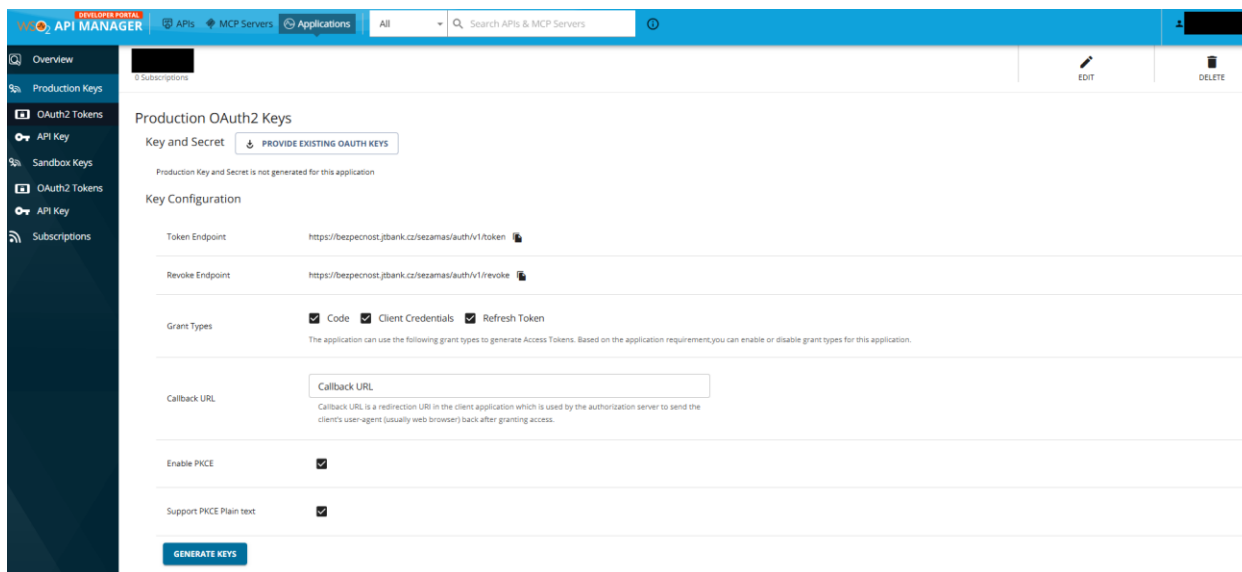 DEVELOPER PORTAL
WSO2 API MANAGER
APIs MCP Servers Applications All Search APIs & MCP Servers
Overview
Production Keys
OAuth2 Tokens
API Key
Sandbox Keys
OAuth2 Tokens
API Key
Subscriptions
0 Subscriptions
EDIT
DELETE
Production OAuth2 Keys
Key and Secret PROVIDE EXISTING OAUTH KEYS
Production Key and Secret is not generated for this application
Key Configuration
Token Endpoint https://bezpecnost.jtbank.cz/sezamas/auth/v1/token
Revoke Endpoint https://bezpecnost.jtbank.cz/sezamas/auth/v1/revoke
Grant Types Code Client Credentials Refresh Token
The application can use the following grant types to generate Access Tokens. Based on the application requirement,you can enable or disable grant types for this application.
Callback URL Callback URL
Callback URL is a redirection URI in the client application which is used by the authorization server to send the
client's user-agent (usually web browser) back after granting access.
Enable PKCE
Support PKCE Plain text
GENERATE KEYS